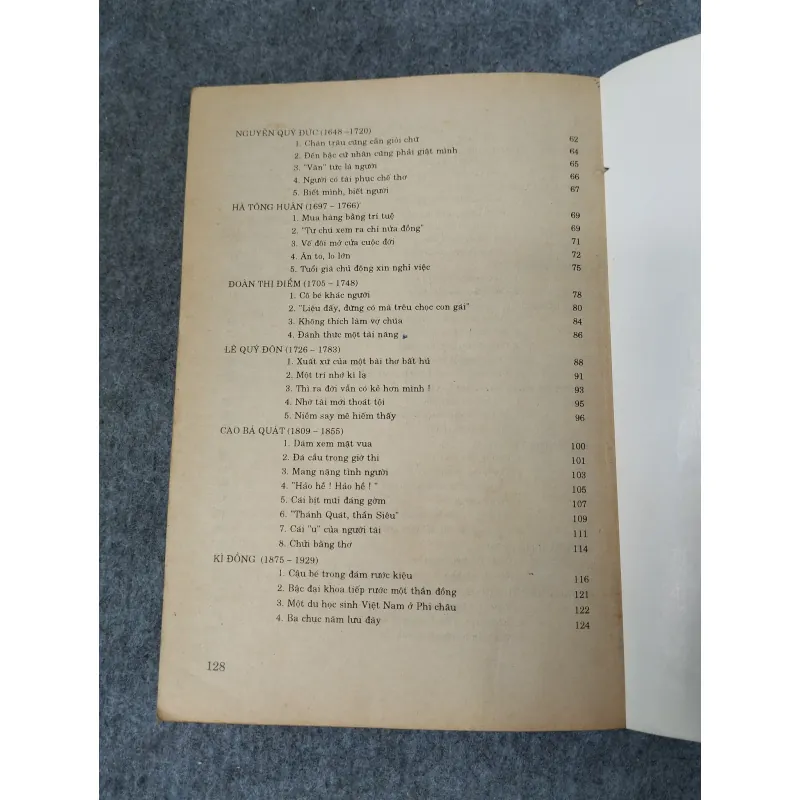 NGUYỄN QUÝ ĐỨC (1648 –1720)
1. Chăn trâu cũng cần giỏi chữ 62
2. Đến bậc cử nhân cũng phải giật mình 64
3. "Văn" tức là người 65
4. Người có tài phục chế thơ 66
5. Biết mình, biết người 67
HÀ TÔNG HUÂN (1697 – 1766)
1. Mua hàng bằng trí tuệ 69
2. "Tứ chú xem ra chỉ nửa đồng" 69
3. Vế đối mở cửa cuộc đời 71
4. Ăn to, lo lớn 72
5. Tuổi già chủ động xin nghỉ việc 75
ĐOÀN THỊ ĐIỂM (1705 – 1748)
1. Cô bé khác người 78
2. "Liệu đấy, đừng có mà trêu chọc con gái" 80
3. Không thích làm vợ chúa 84
4. Đánh thức một tài năng 86
LÊ QUÝ ĐÔN (1726 – 1783)
1. Xuất xứ của một bài thơ bất hủ 88
2. Một trí nhớ kì lạ 91
3. Thì ra đời vẫn có kẻ hơn mình ! 93
4. Nhờ tài mới thoát tội 95
5. Niềm say mê hiếm thấy 96
CAO BÁ QUÁT (1809 – 1855)
1. Dám xem mặt vua 100
2. Đá cầu trong giờ thi 101
3. Mang nặng tình người 103
4. "Hảo hề ! Hảo hề ! " 105
5. Cái bịt mũi đáng gờm 107
6. "Thánh Quát, thần Siêu" 109
7. Cái "u" của người tài 111
8. Chửi bằng thơ 114
KÌ ĐỒNG (1875 – 1929)
1. Cậu bé trong đám rước kiệu 116
2. Bậc đại khoa tiếp rước một thần đồng 121
3. Một du học sinh Việt Nam ở Phi châu 122
4. Ba chục năm lưu đày 124
128